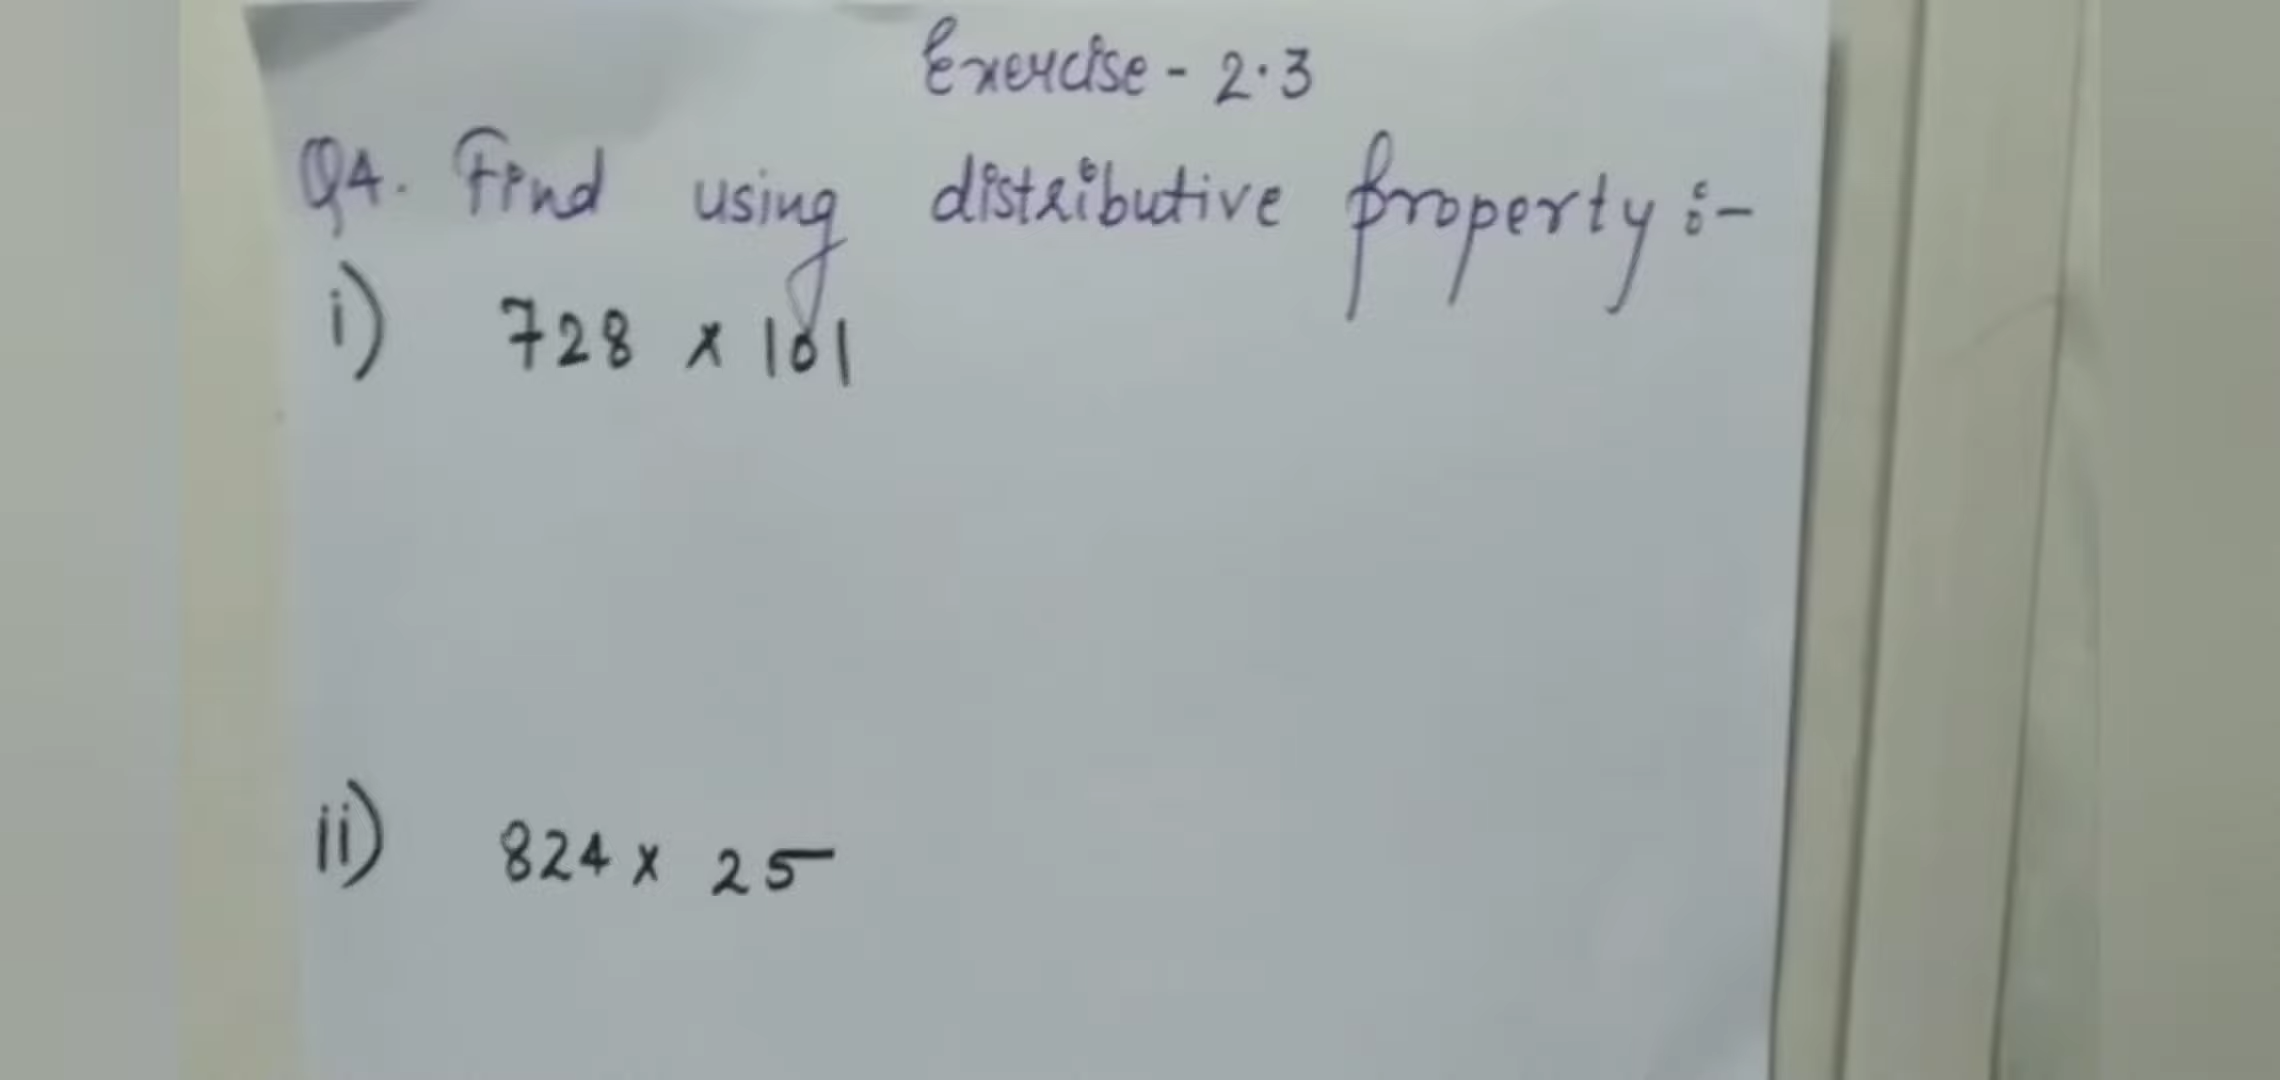 Exercise - 2.3
Q4. Find using distributive property :-
i) 728 x 101
ii) 824 x 25